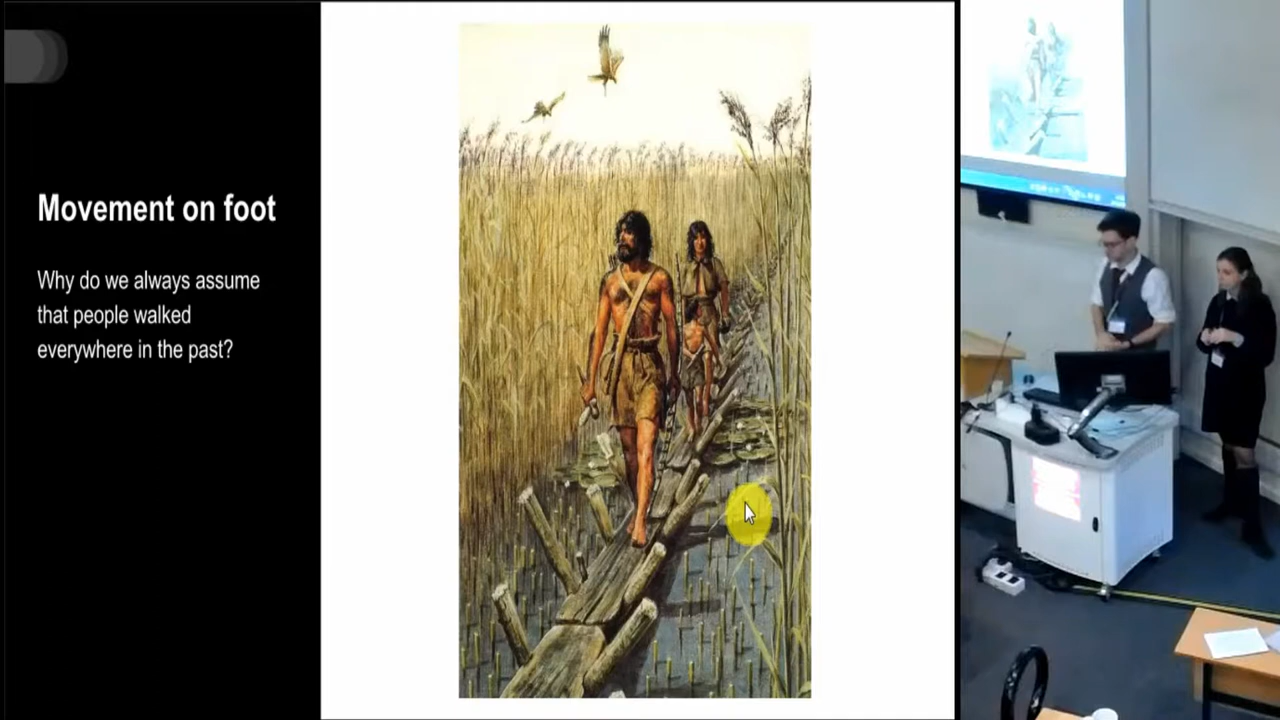 Movement on foot
Why do we always assume
that people walked
everywhere in the past?